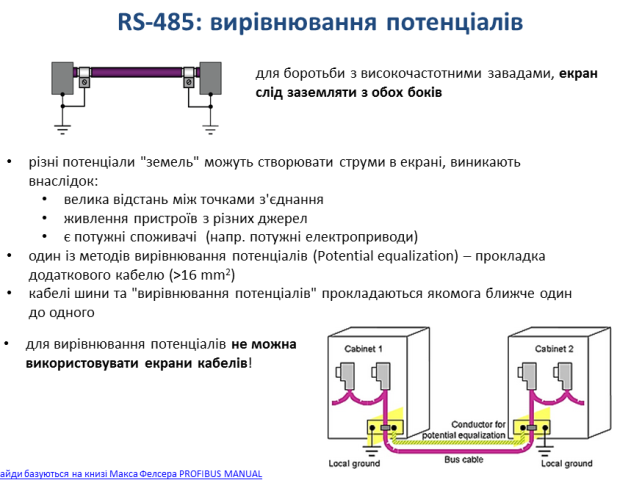 RS-485: вирівнювання потенціалів
для боротьби з високочастотними завадами, екран
слід заземляти з обох боків
• різні потенціали "земель" можуть створювати струми в екрані, виникають
внаслідок:
• велика відстань між точками з'єднання
• живлення пристроїв з різних джерел
• є потужні споживачі (напр. потужні електроприводи)
• один із методів вирівнювання потенціалів (Potential equalization) – прокладка
додаткового кабелю (>16 mm²)
• кабелі шини та "вирівнювання потенціалів" прокладаються якомога ближче один
до одного
• для вирівнювання потенціалів не можна
використовувати екрани кабелів!
Cabinet 1
Cabinet 2
Conductor for
potential equalization
Local ground
Bus cable
Local ground
айди базуються на книзі Макса Фелсера PROFIBUS MANUAL